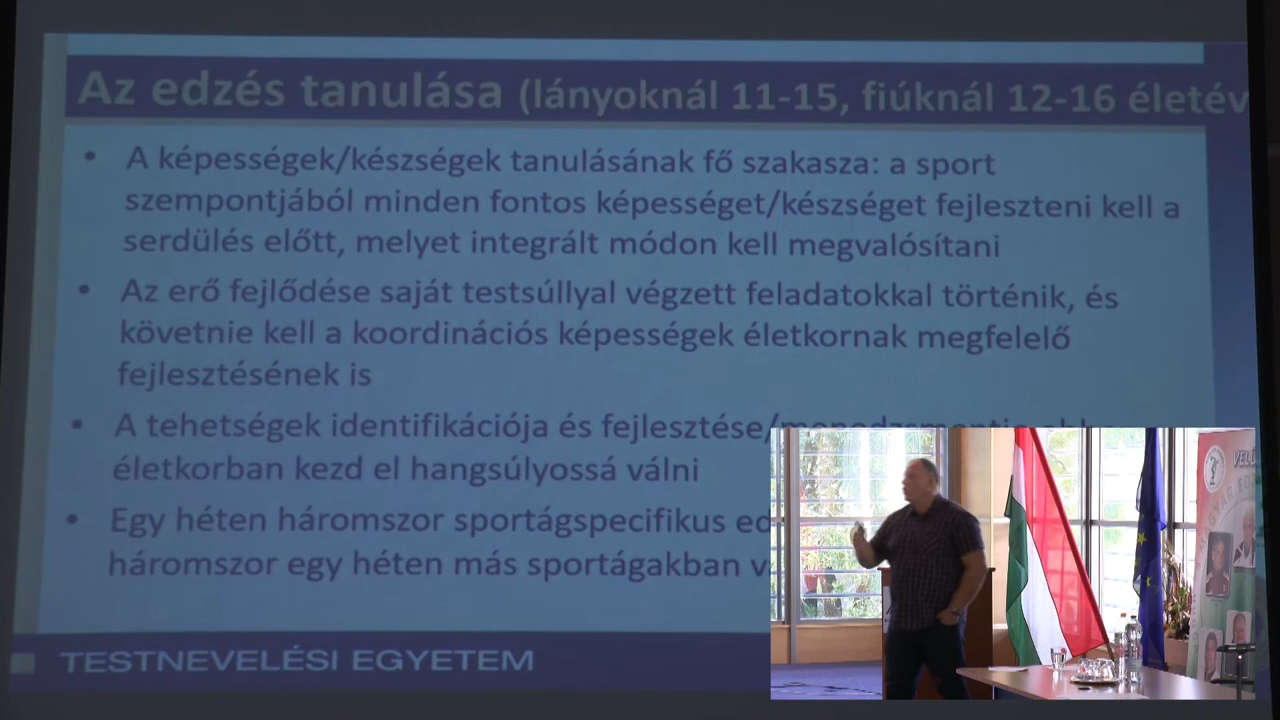 Az edzés tanulása (lányoknál 11-15, fiúknál 12-16 életév
• A képességek/készségek tanulásának fő szakasza: a sport
szempontjából minden fontos képességet/készséget fejleszteni kell a
serdülés előtt, melyet integrált módon kell megvalósítani
• Az erő fejlődése saját testsúllyal végzett feladatokkal történik, és
követnie kell a koordinációs képességek életkornak megfelelő
fejlesztésének is
• A tehetségek identifikációja és fejlesztése/
életkorban kezd el hangsúlyossá válni
• Egy héten háromszor sportágspecifikus ed
háromszor egy héten más sportágakban v
TESTNEVELÉSI EGYETEM